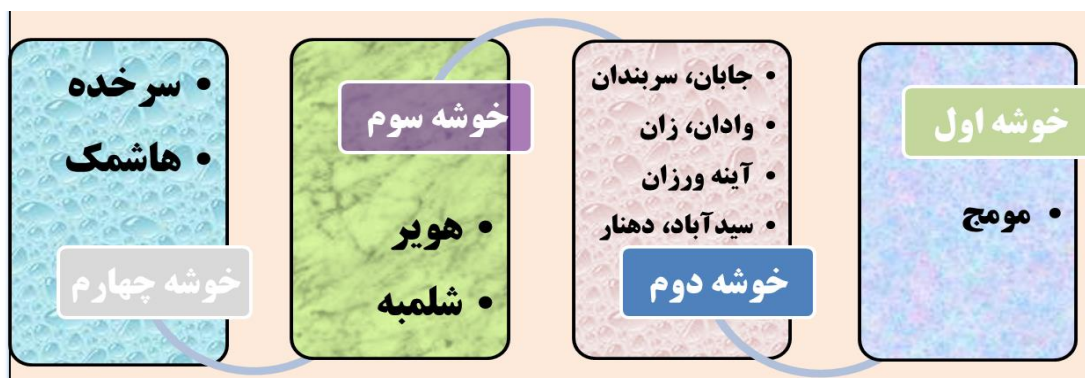 خوشه اول
• مومج
• جابان، سربندان
• وادان، زان
• آینه ورزان
• سیدآباد، دهنار
خوشه دوم
خوشه سوم
• هویر
• شلمبه
• سرخده
• هاشمک
خوشه چهارم